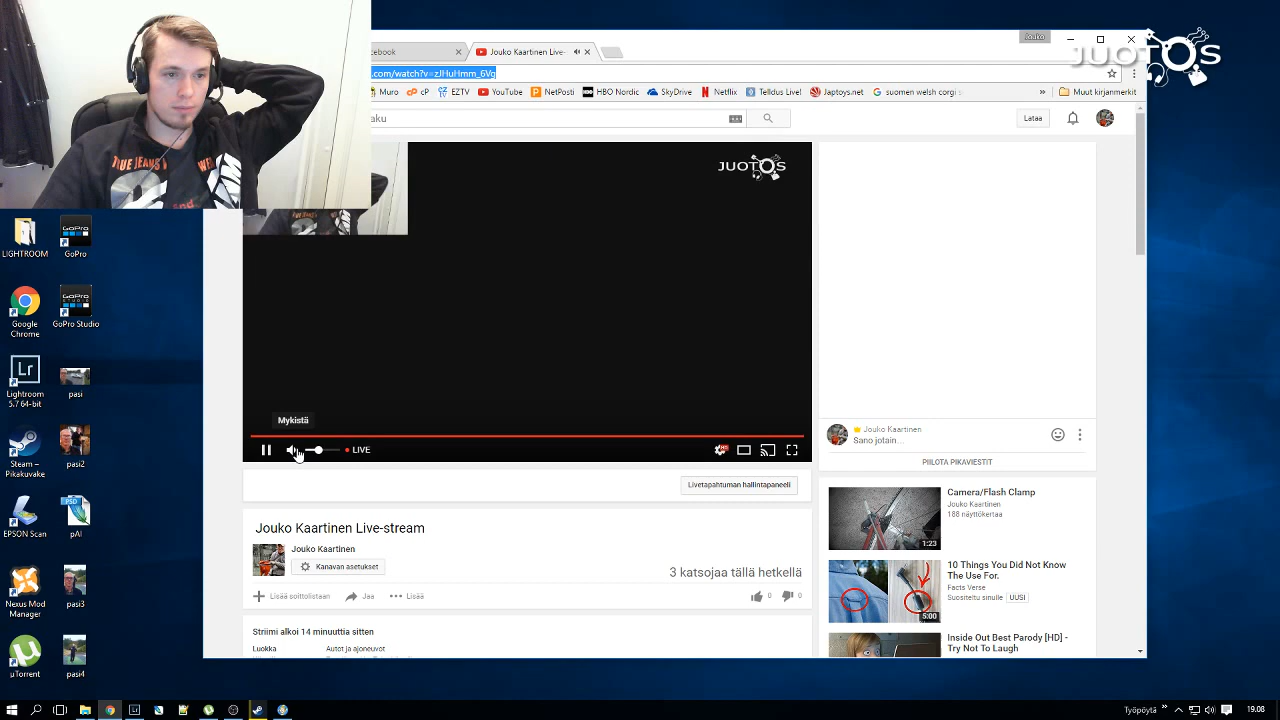 Jouko
JUOTOS
cebook
Jouko Kaartinen Live-
.com/watch?v=zJHuHmm_6Vg
Muro
cP
EZTV
YouTube
NetPosti
HBO Nordic
SkyDrive
Netflix
Telldus Live!
Japtoys.net
suomen welsh corgi s
»
Muut kirjanmerkit
aku
Lataa
TRUE JEANS
JUOTOS
LIGHTROOM
GoPro
Google Chrome
GoPro Studio
Lightroom 5.7 64-bit
pasi
Steam – Pikakuvake
pasi2
EPSON Scan
pAI
Nexus Mod Manager
pasi3
µTorrent
pasi4
Mykistä
LIVE
Livetapahtuman hallintapaneeli
Jouko Kaartinen Live-stream
Jouko Kaartinen
Kanavan asetukset
3 katsojaa tällä hetkellä
Lisää soittolistaan
Jaa
Lisää
0
0
Striimi alkoi 14 minuuttia sitten
Luokka
Autot ja ajoneuvot
Jouko Kaartinen
Sano jotain...
PIILOTA PIKAVIESTIT
Camera/Flash Clamp
Jouko Kaartinen
188 näyttökertaa
1:23
10 Things You Did Not Know
The Use For.
Facts Verse
Suositeltu sinulle
UUSI
5:00
Inside Out Best Parody [HD] -
Try Not To Laugh
Työpöytä
»
19.08